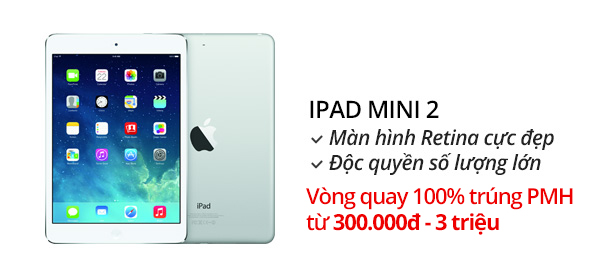 IPAD MINI 2
✓ Màn hình Retina cực đẹp
✓ Độc quyền số lượng lớn
Vòng quay 100% trúng PMH
từ 300.000đ - 3 triệu
iPad